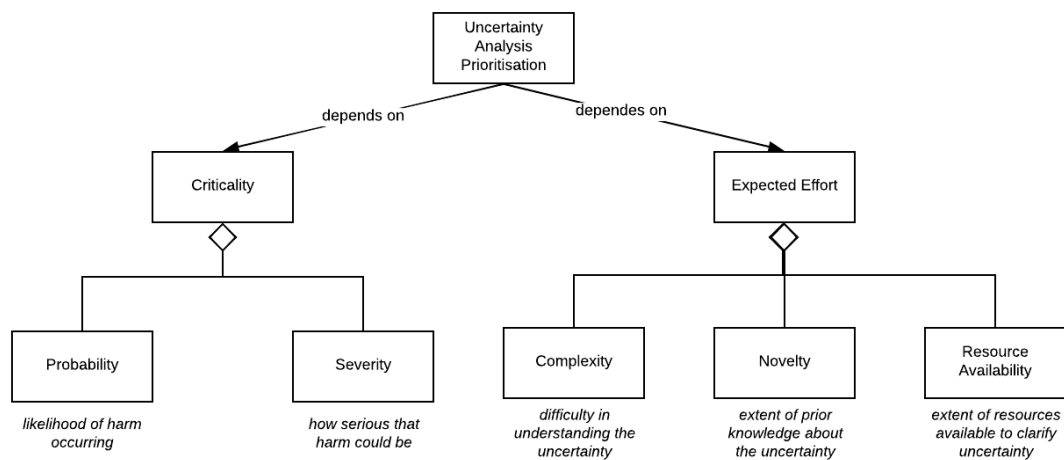 Uncertainty
Analysis
Prioritisation
depends on
dependes on
Criticality
Expected Effort
Probability
Severity
Complexity
Novelty
Resource
Availability
likelihood of harm
occurring
how serious that
harm could be
difficulty in
understanding the
uncertainty
extent of prior
knowledge about
the uncertainty
extent of resources
available to clarify
uncertainty